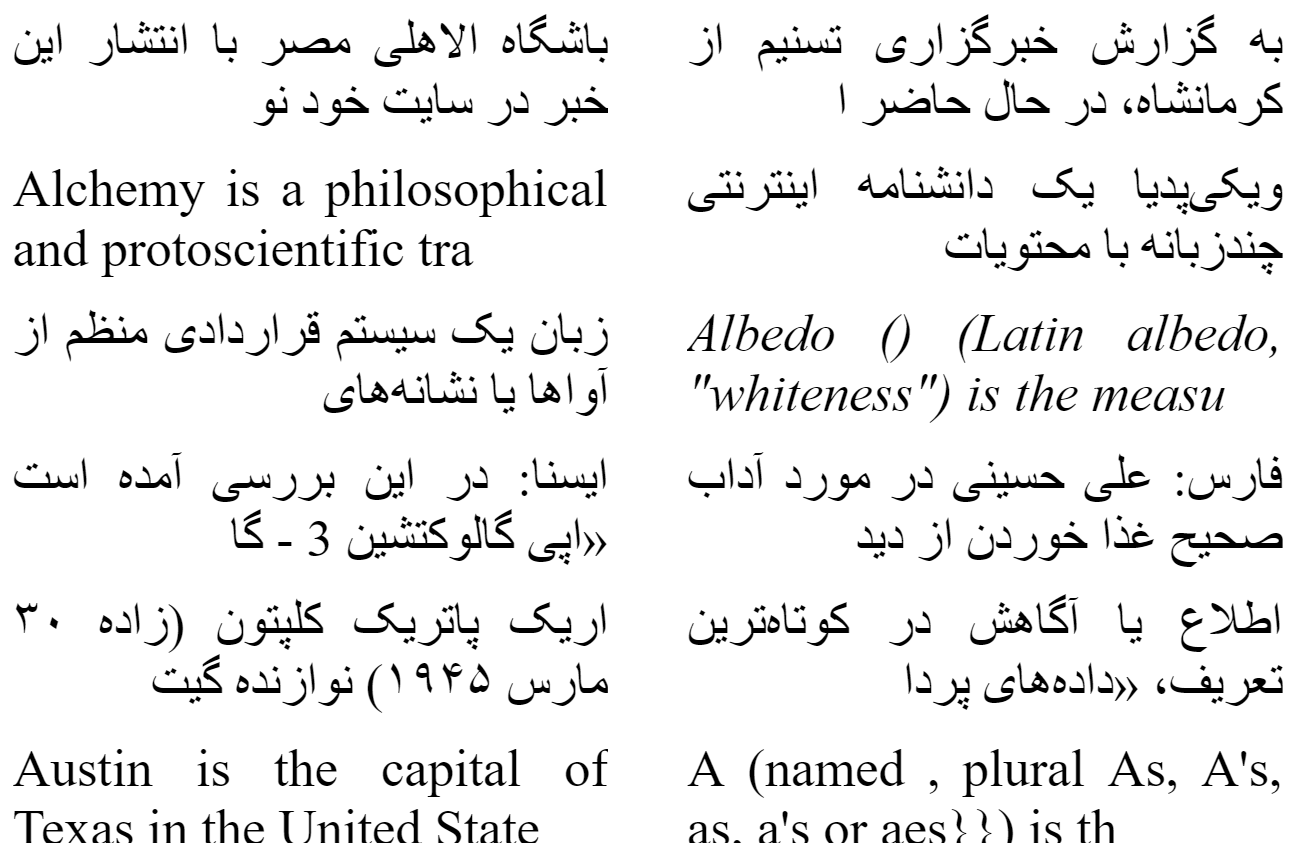 به گزارش خبرگزاری تسنیم از
کرمانشاه، در حال حاضر ا
ویکی‌پدیا یک دانشنامه اینترنتی
چندزبانه با محتویات
Albedo () (Latin albedo,
"whiteness") is the measu
فارس: علی حسینی در مورد آداب
صحیح غذا خوردن از دید
اطلاع یا آگاهش در کوتاه‌ترین
تعریف، «داده‌های پردا
A (named , plural As, A's,
as, a's or aes}}) is th
باشگاه الاهلی مصر با انتشار این
خبر در سایت خود نو
Alchemy is a philosophical
and protoscientific tra
زبان یک سیستم قراردادی منظم از
آواها یا نشانه‌های
ایسنا: در این بررسی آمده است
«اپی گالوکتشین 3 - گا
اریک پاتریک کلپتون (زاده ۳۰
مارس ۱۹۴۵) نوازنده گیت
Austin is the capital of
Texas in the United State